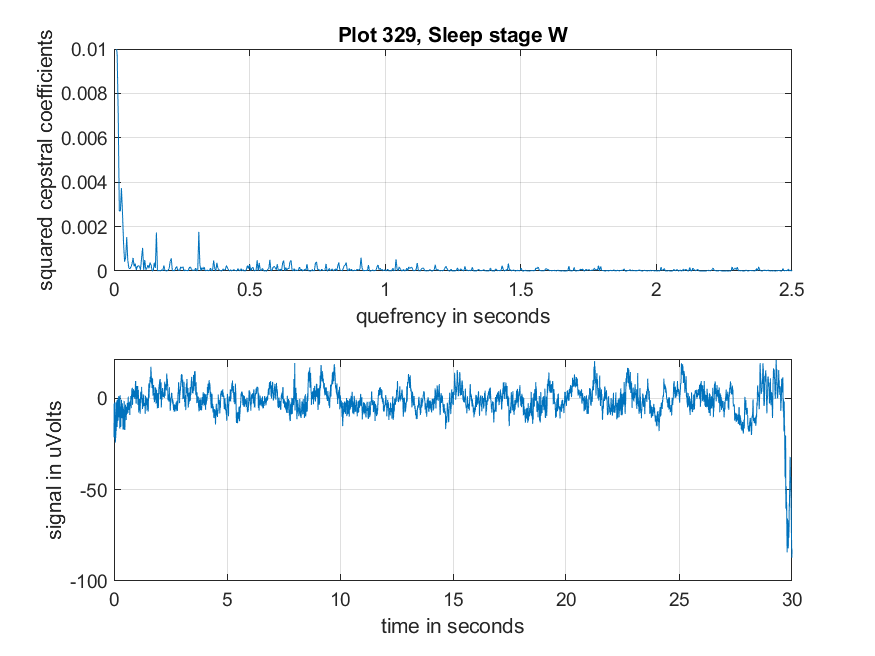 Plot 329, Sleep stage W
squared cepstral coefficients
0.01
0.008
0.006
0.004
0.002
0
0 0.5 1 1.5 2 2.5
quefrency in seconds
signal in uVolts
0
-50
-100
0 5 10 15 20 25 30
time in seconds